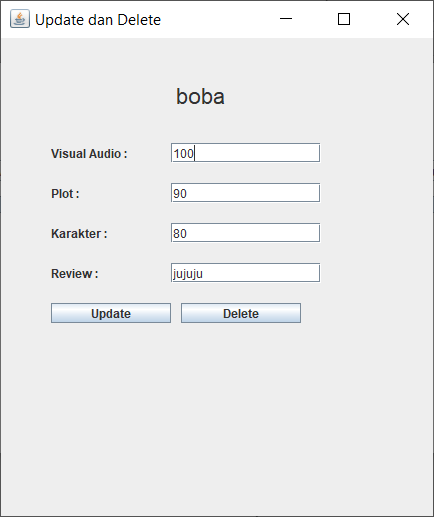 Update dan Delete
boba
Visual Audio : 100
Plot : 90
Karakter : 80
Review : jujuju
Update Delete